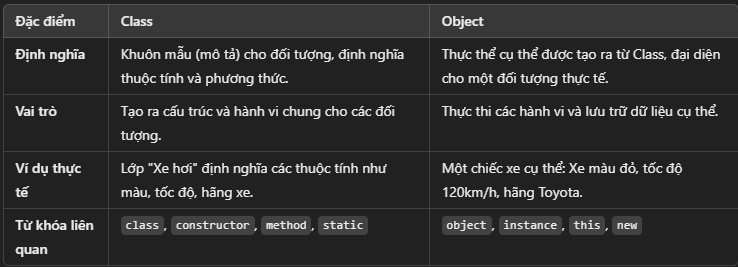 Đặc điểm Class Object
Định nghĩa Khuôn mẫu (mô tả) cho đối tượng, định nghĩa Thực thể cụ thể được tạo ra từ Class, đại diện
thuộc tính và phương thức. cho một đối tượng thực tế.
Vai trò Tạo ra cấu trúc và hành vi chung cho các đối Thực thi các hành vi và lưu trữ dữ liệu cụ thể.
tượng.
Ví dụ thực Lớp "Xe hơi" định nghĩa các thuộc tính như Một chiếc xe cụ thể: Xe màu đỏ, tốc độ
tế màu, tốc độ, hãng xe. 120km/h, hãng Toyota.
Từ khóa liên class, constructor, method, static object, instance, this, new
quan